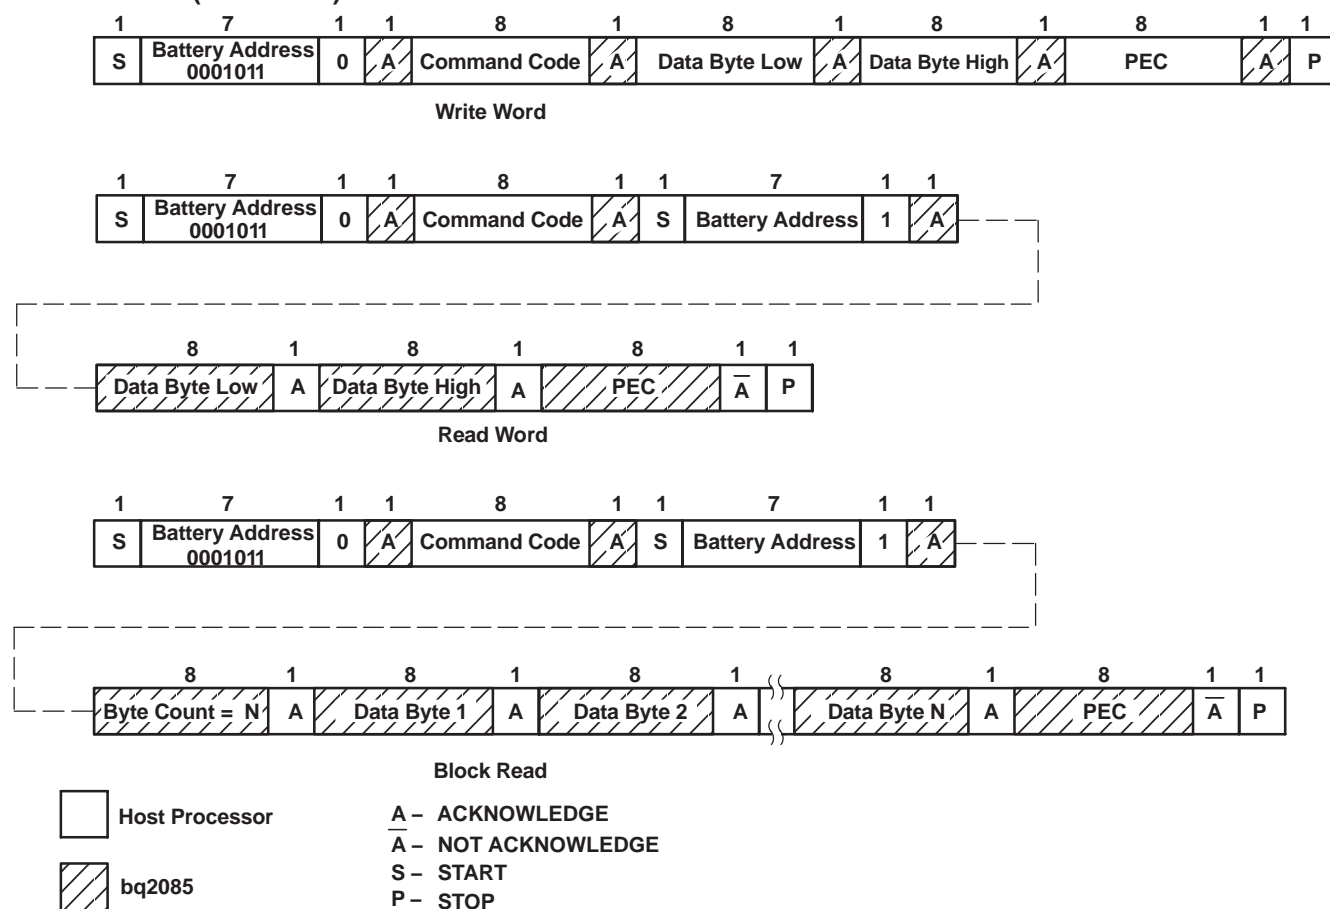 1 7 1 1 8 1 8 1 8 1 8 1 1
S Battery Address 0001011 0 A Command Code A Data Byte Low A Data Byte High A PEC A P
Write Word
1 7 1 1 8 1 1 7 1 1
S Battery Address 0001011 0 A Command Code A S Battery Address 1 A
8 1 8 1 8 1 1
Data Byte Low A Data Byte High A PEC A̅ P
Read Word
1 7 1 1 8 1 1 7 1 1
S Battery Address 0001011 0 A Command Code A S Battery Address 1 A
8 1 8 1 8 1 8 1 8 1 1
Byte Count = N A Data Byte 1 A Data Byte 2 A Data Byte N A PEC A̅ P
Block Read
Host Processor
bq2085
A – ACKNOWLEDGE
A̅ – NOT ACKNOWLEDGE
S – START
P – STOP